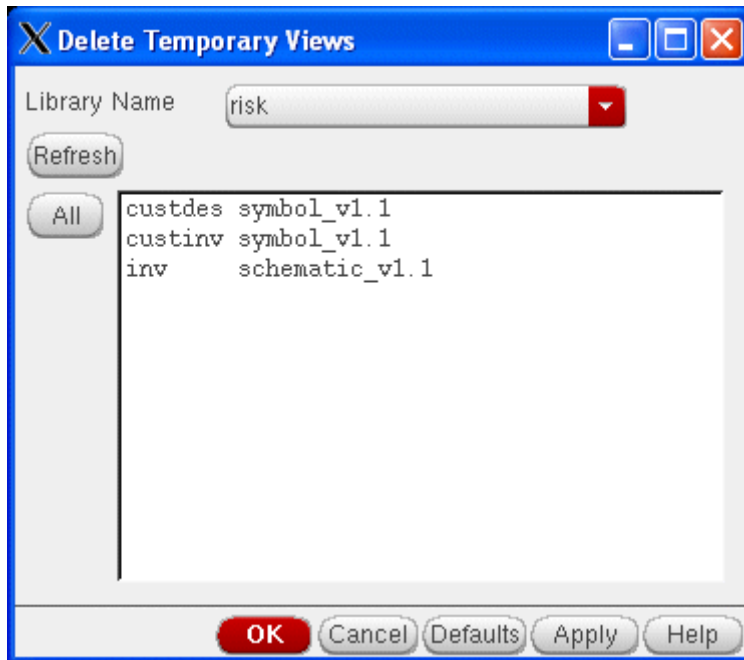 Delete Temporary Views
Library Name risk
Refresh
All
custdes symbol_v1.1
custinv symbol_v1.1
inv schematic_v1.1
OK Cancel Defaults Apply Help